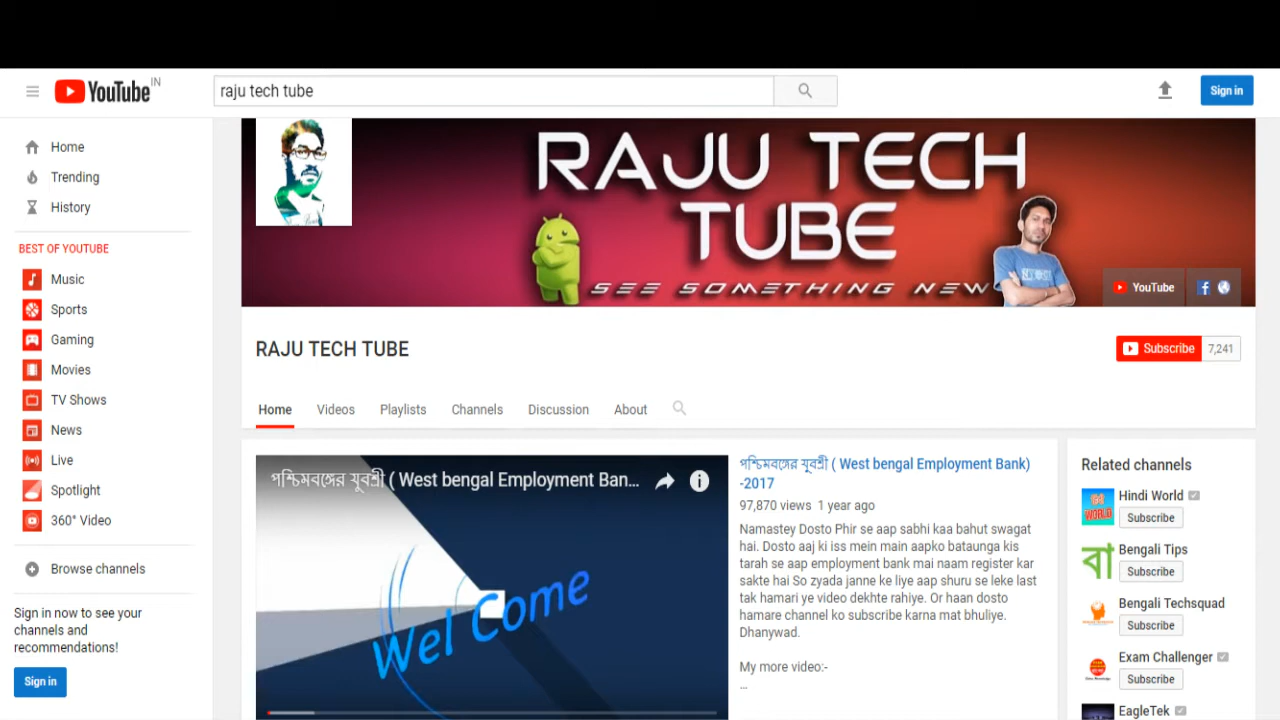 YouTube IN
raju tech tube
Sign in
Home
Trending
History
BEST OF YOUTUBE
Music
Sports
Gaming
Movies
TV Shows
News
Live
Spotlight
360° Video
Browse channels
Sign in now to see your
channels and
recommendations!
Sign in
RAJU TECH
TUBE
SEE SOMETHING NEW
YouTube
RAJU TECH TUBE
Subscribe 7,241
Home Videos Playlists Channels Discussion About
পশ্চিমবঙ্গের যুবশ্রী ( West bengal Employment Ban...
Wel Come
পশ্চিমবঙ্গের যুবশ্রী ( West bengal Employment Bank)
-2017
97,870 views 1 year ago
Namastey Dosto Phir se aap sabhi kaa bahut swagat
hai. Dosto aaj ki iss mein main aapko bataunga kis
tarah se aap employment bank mai naam register kar
sakte hai So zyada janne ke liye aap shuru se leke last
tak hamari ye video dekhte rahiye. Or haan dosto
hamare channel ko subscribe karna mat bhuliye.
Dhanywad.
My more video:-
...
Related channels
Hindi World
Subscribe
Bengali Tips
Subscribe
Bengali Techsquad
Subscribe
Exam Challenger
Subscribe
EagleTek